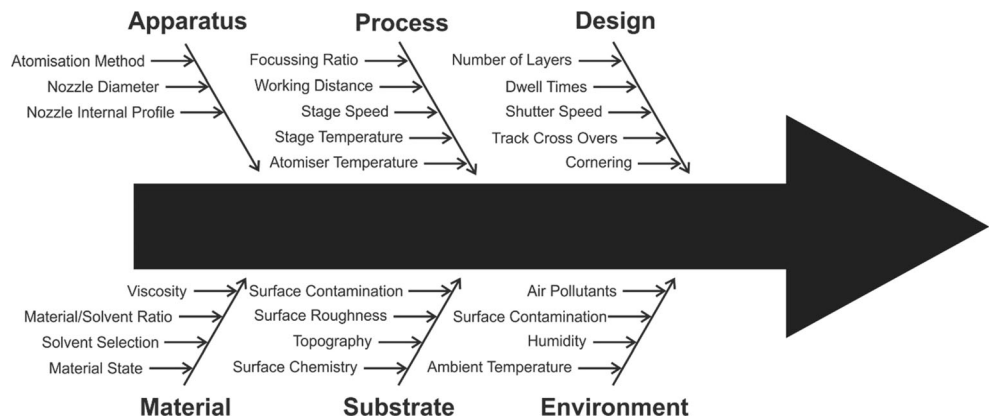 Apparatus
Atomisation Method
Nozzle Diameter
Nozzle Internal Profile
Process
Focussing Ratio
Working Distance
Stage Speed
Stage Temperature
Atomiser Temperature
Design
Number of Layers
Dwell Times
Shutter Speed
Track Cross Overs
Cornering
Viscosity
Material/Solvent Ratio
Solvent Selection
Material State
Material
Surface Contamination
Surface Roughness
Topography
Surface Chemistry
Substrate
Air Pollutants
Surface Contamination
Humidity
Ambient Temperature
Environment